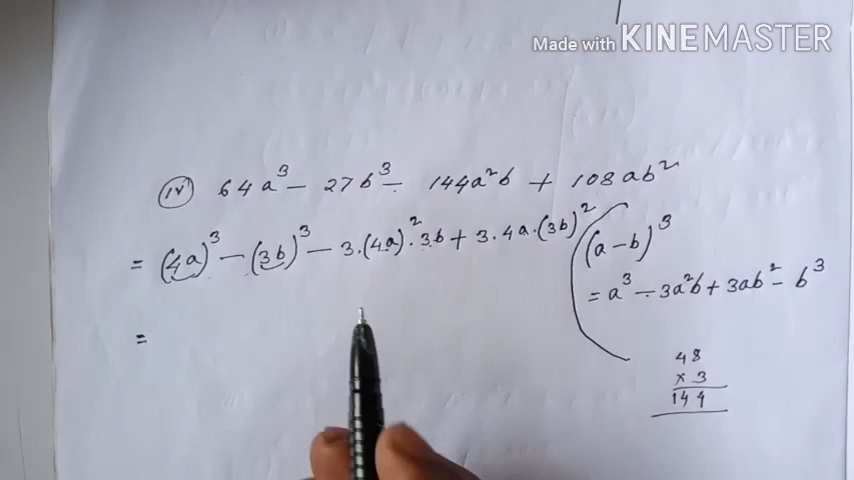 Made with KINEMASTER
(iv) 64a³ - 27b³ - 144a²b + 108ab²
= (4a)³ - (3b)³ - 3.(4a)².3b + 3.4a.(3b)²
(a-b)³
= a³ - 3a²b + 3ab² - b³
=
48
x 3
144